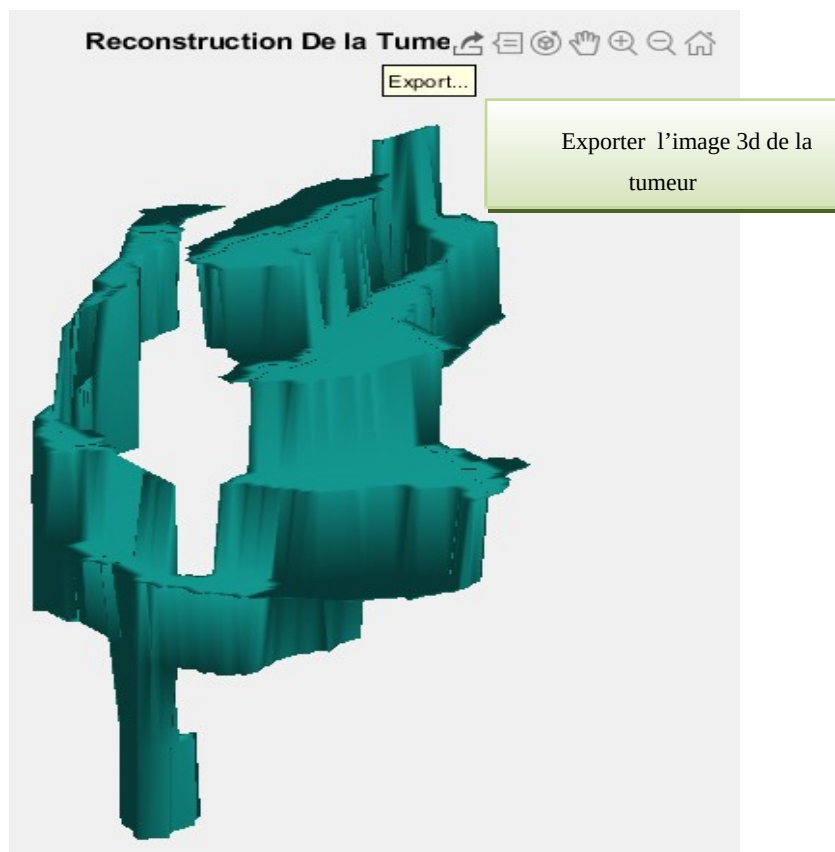 Reconstruction De la Tume
Export...
Exporter l’image 3d de la
tumeur